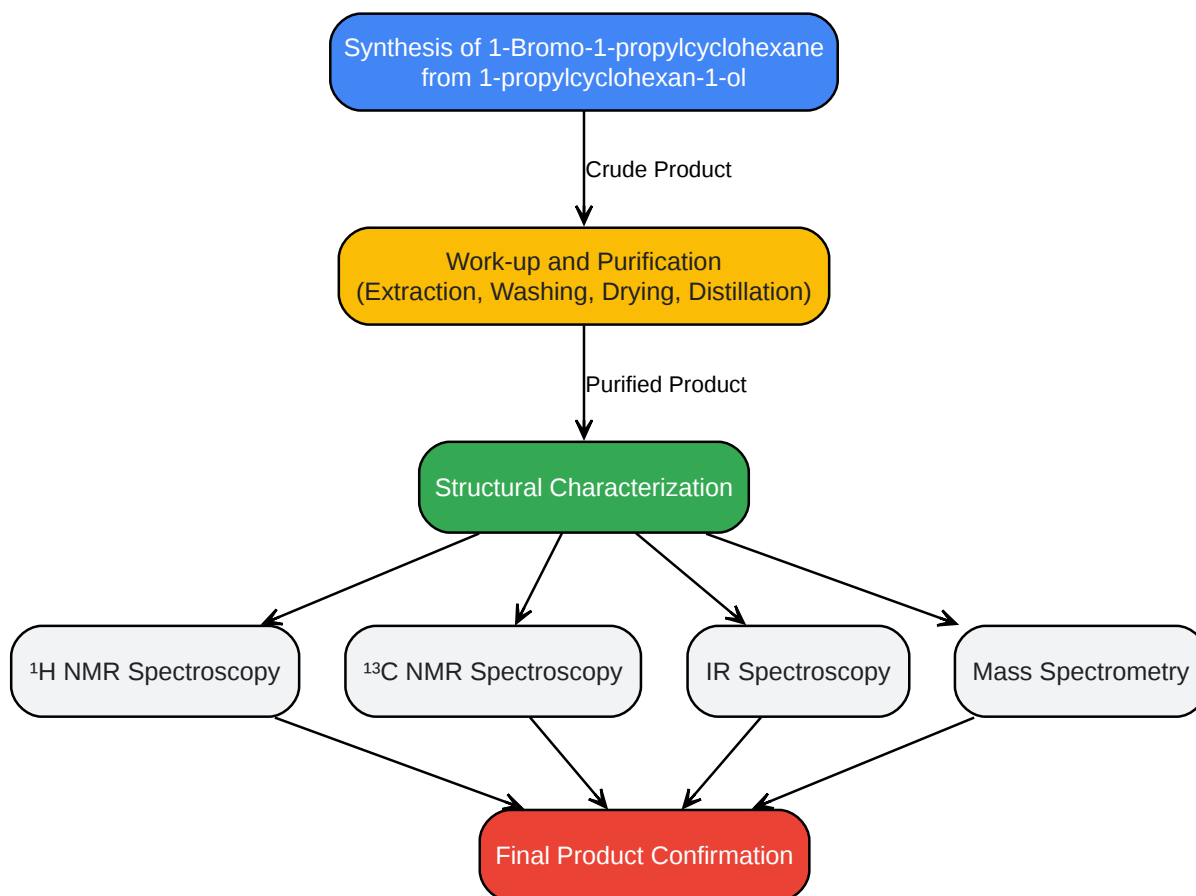 Synthesis of 1-Bromo-1-propylcyclohexane
from 1-propylcyclohexan-1-ol
Crude Product
Work-up and Purification
(Extraction, Washing, Drying, Distillation)
Purified Product
Structural Characterization
¹H NMR Spectroscopy
¹³C NMR Spectroscopy
IR Spectroscopy
Mass Spectrometry
Final Product Confirmation